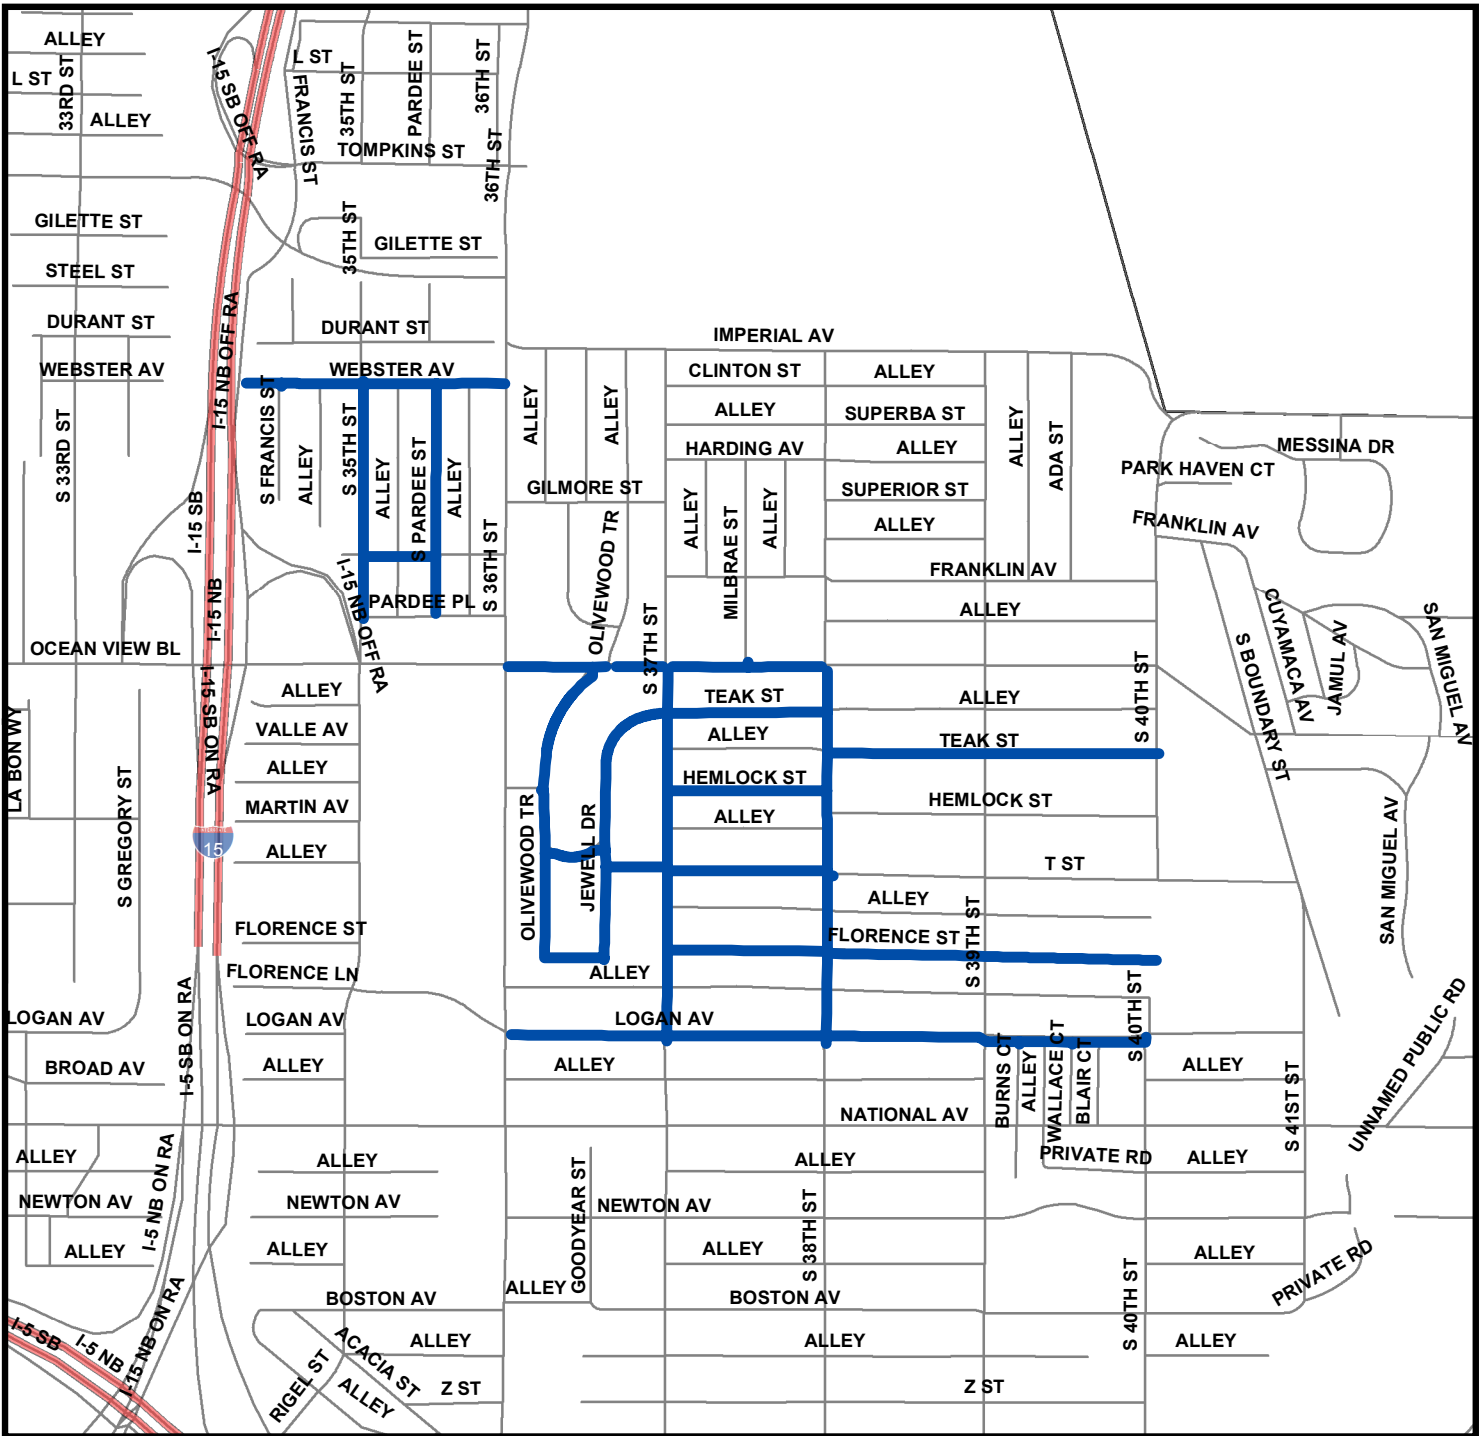 ALLEY
L ST
33RD ST
ALLEY
I-15 SB OFF RA
L ST
FRANCIS ST
35TH ST
PARDEE ST
36TH ST
TOMPKINS ST
36TH ST
GILETTE ST
35TH ST
GILETTE ST
STEEL ST
DURANT ST
I-15 NB OFF RA
DURANT ST
IMPERIAL AV
WEBSTER AV
WEBSTER AV
CLINTON ST
ALLEY
S 33RD ST
S FRANCIS ST
ALLEY
S 35TH ST
ALLEY
S PARDEE ST
ALLEY
ALLEY
ALLEY
ALLEY
SUPERBA ST
ALLEY
ADA ST
HARDING AV
ALLEY
MESSINA DR
PARK HAVEN CT
GILMORE ST
SUPERIOR ST
I-15 SB
ALLEY
MILBRAE ST
ALLEY
ALLEY
FRANKLIN AV
S 36TH ST
OLIVEWOOD TR
FRANKLIN AV
I-15 NB
I-15 NB OFF RA
PARDEE PL
ALLEY
CUYAMACA AV
SAN MIGUEL AV
OCEAN VIEW BL
S 37TH ST
S BOUNDARY ST
JAMUL AV
S 40TH ST
I-15 SB ON RA
ALLEY
TEAK ST
ALLEY
LA BON WY
VALLE AV
ALLEY
TEAK ST
ALLEY
HEMLOCK ST
S GREGORY ST
MARTIN AV
OLIVEWOOD TR
JEWELL DR
ALLEY
HEMLOCK ST
SAN MIGUEL AV
15
ALLEY
T ST
ALLEY
FLORENCE ST
FLORENCE ST
S 39TH ST
FLORENCE LN
ALLEY
S 40TH ST
UNNAMED PUBLIC RD
LOGAN AV
I-5 SB ON RA
LOGAN AV
LOGAN AV
BROAD AV
ALLEY
ALLEY
BURNS CT
ALLEY
WALLACE CT
BLAIR CT
ALLEY
S 41ST ST
NATIONAL AV
ALLEY
I-5 NB ON RA
ALLEY
ALLEY
PRIVATE RD
ALLEY
NEWTON AV
NEWTON AV
GOODYEAR ST
NEWTON AV
S 38TH ST
ALLEY
ALLEY
ALLEY
ALLEY
PRIVATE RD
I-15 NB ON RA
BOSTON AV
ALLEY
BOSTON AV
S 40TH ST
I-5 SB
I-5 NB
ACACIA ST
ALLEY
ALLEY
ALLEY
RIGEL ST
ALLEY
Z ST
Z ST